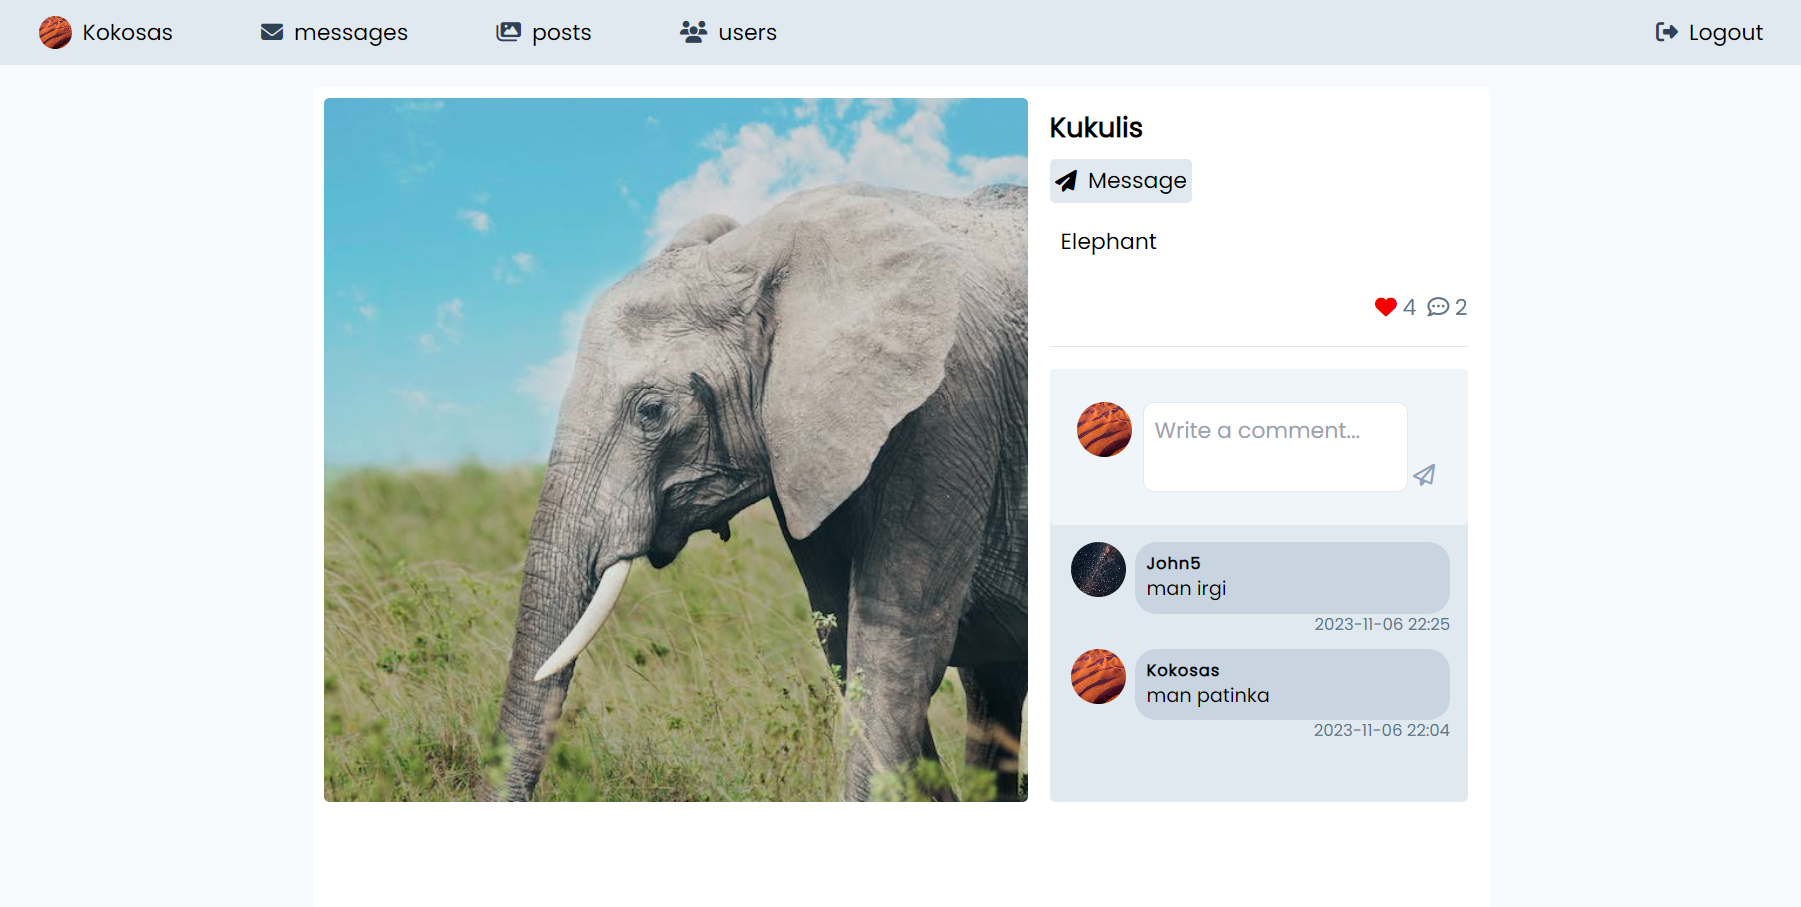 Kokosas messages posts users Logout
Kukulis
Message
Elephant
4 2
Write a comment...
John5
man irgi
2023-11-06 22:25
Kokosas
man patinka
2023-11-06 22:04